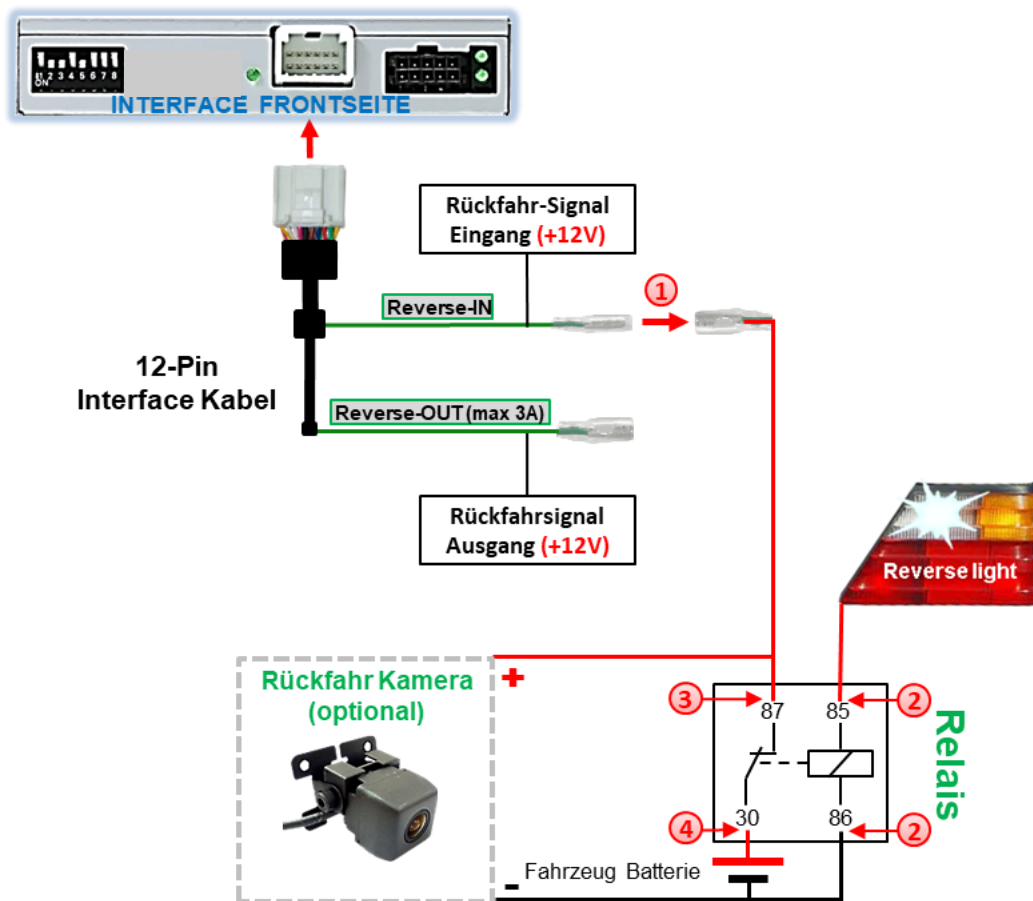 1 2 3 4 5 6 7 8
ON
INTERFACE FRONTSEITE
Rückfahr-Signal
Eingang (+12V)
Reverse-IN
1
12-Pin
Interface Kabel
Reverse-OUT(max 3A)
Rückfahrsignal
Ausgang (+12V)
Reverse light
Rückfahr Kamera
(optional)
+
3
87
85
2
Relais
4
30
86
2
- Fahrzeug Batterie